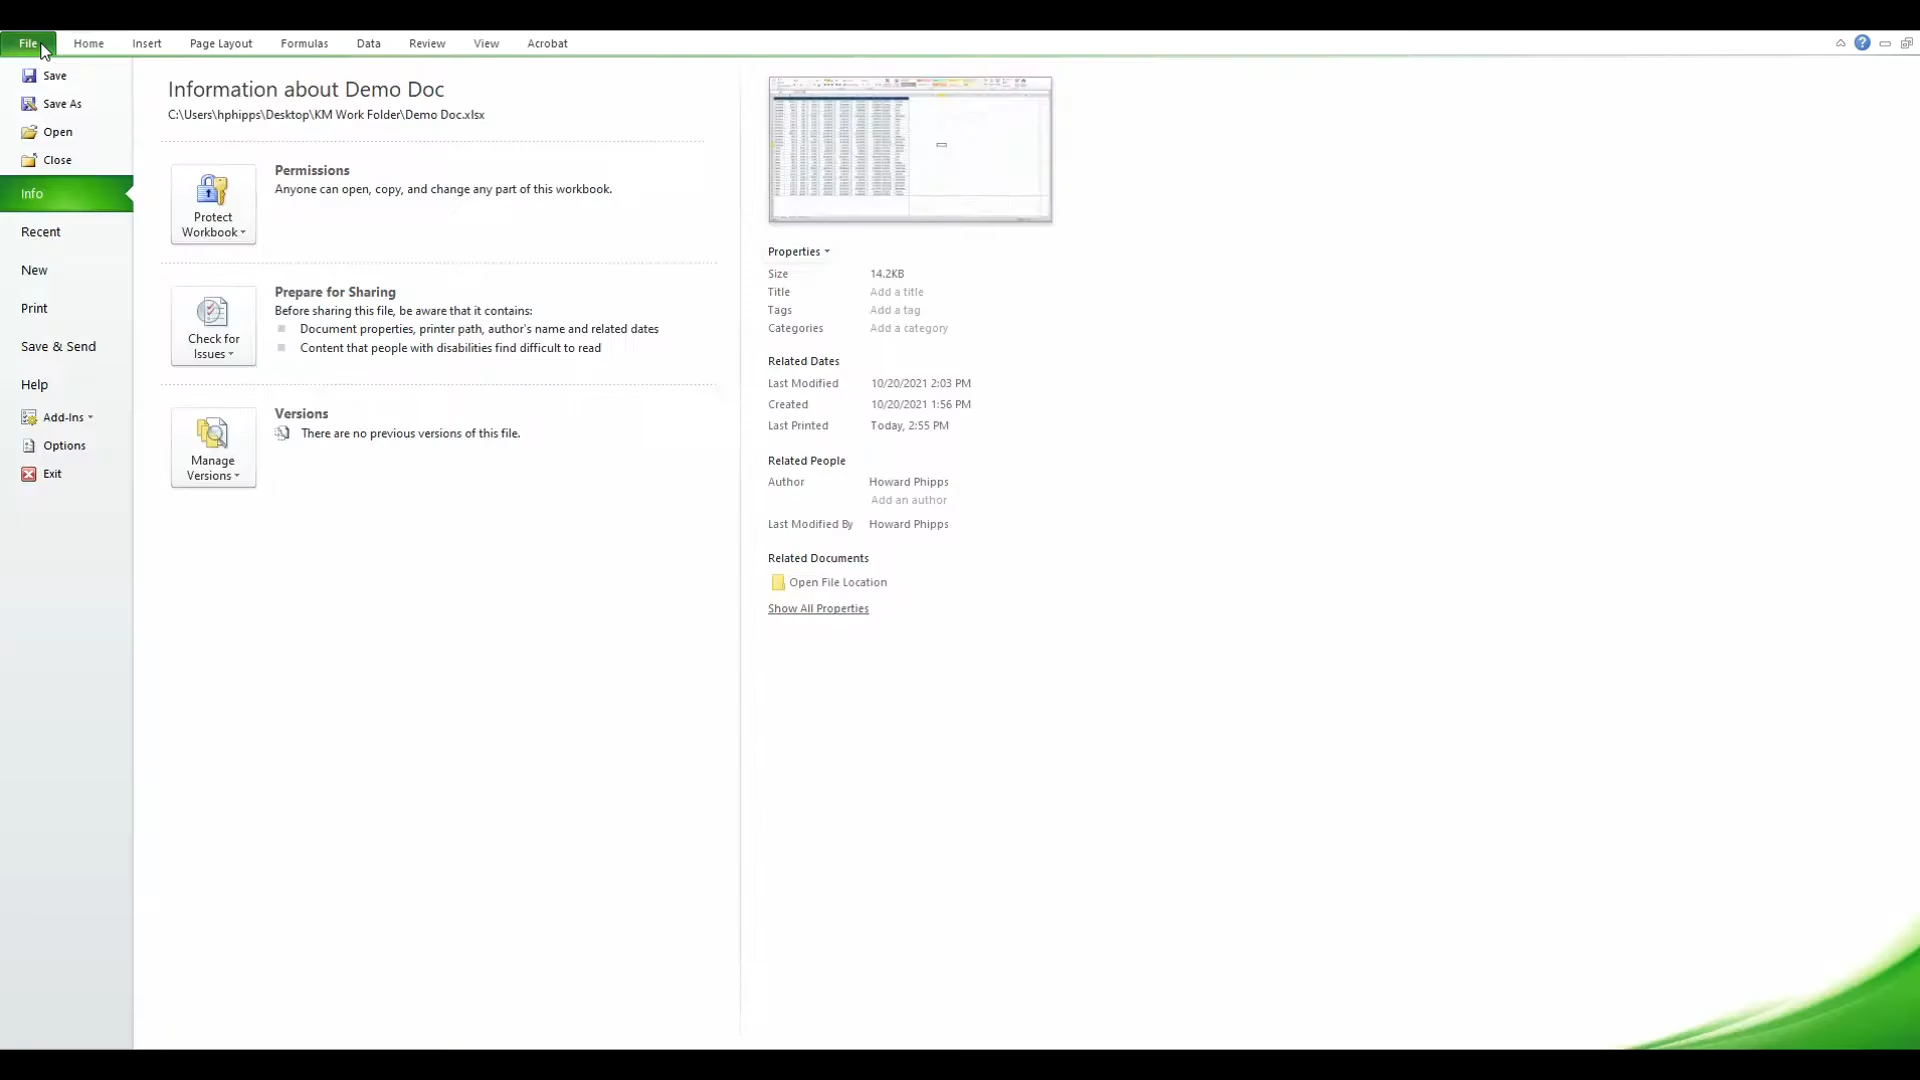 File Home Insert Page Layout Formulas Data Review View Acrobat
Save
Save As
Open
Close
Info
Recent
New
Print
Save & Send
Help
Add-Ins
Options
Exit
Information about Demo Doc
C:\Users\hphipps\Desktop\KM Work Folder\Demo Doc.xlsx
Protect
Workbook
Permissions
Anyone can open, copy, and change any part of this workbook.
Check for
Issues
Prepare for Sharing
Before sharing this file, be aware that it contains:
Document properties, printer path, author's name and related dates
Content that people with disabilities find difficult to read
Manage
Versions
Versions
There are no previous versions of this file.
Properties
Size 14.2KB
Title Add a title
Tags Add a tag
Categories Add a category
Related Dates
Last Modified 10/20/2021 2:03 PM
Created 10/20/2021 1:56 PM
Last Printed Today, 2:55 PM
Related People
Author Howard Phipps
Add an author
Last Modified By Howard Phipps
Related Documents
Open File Location
Show All Properties